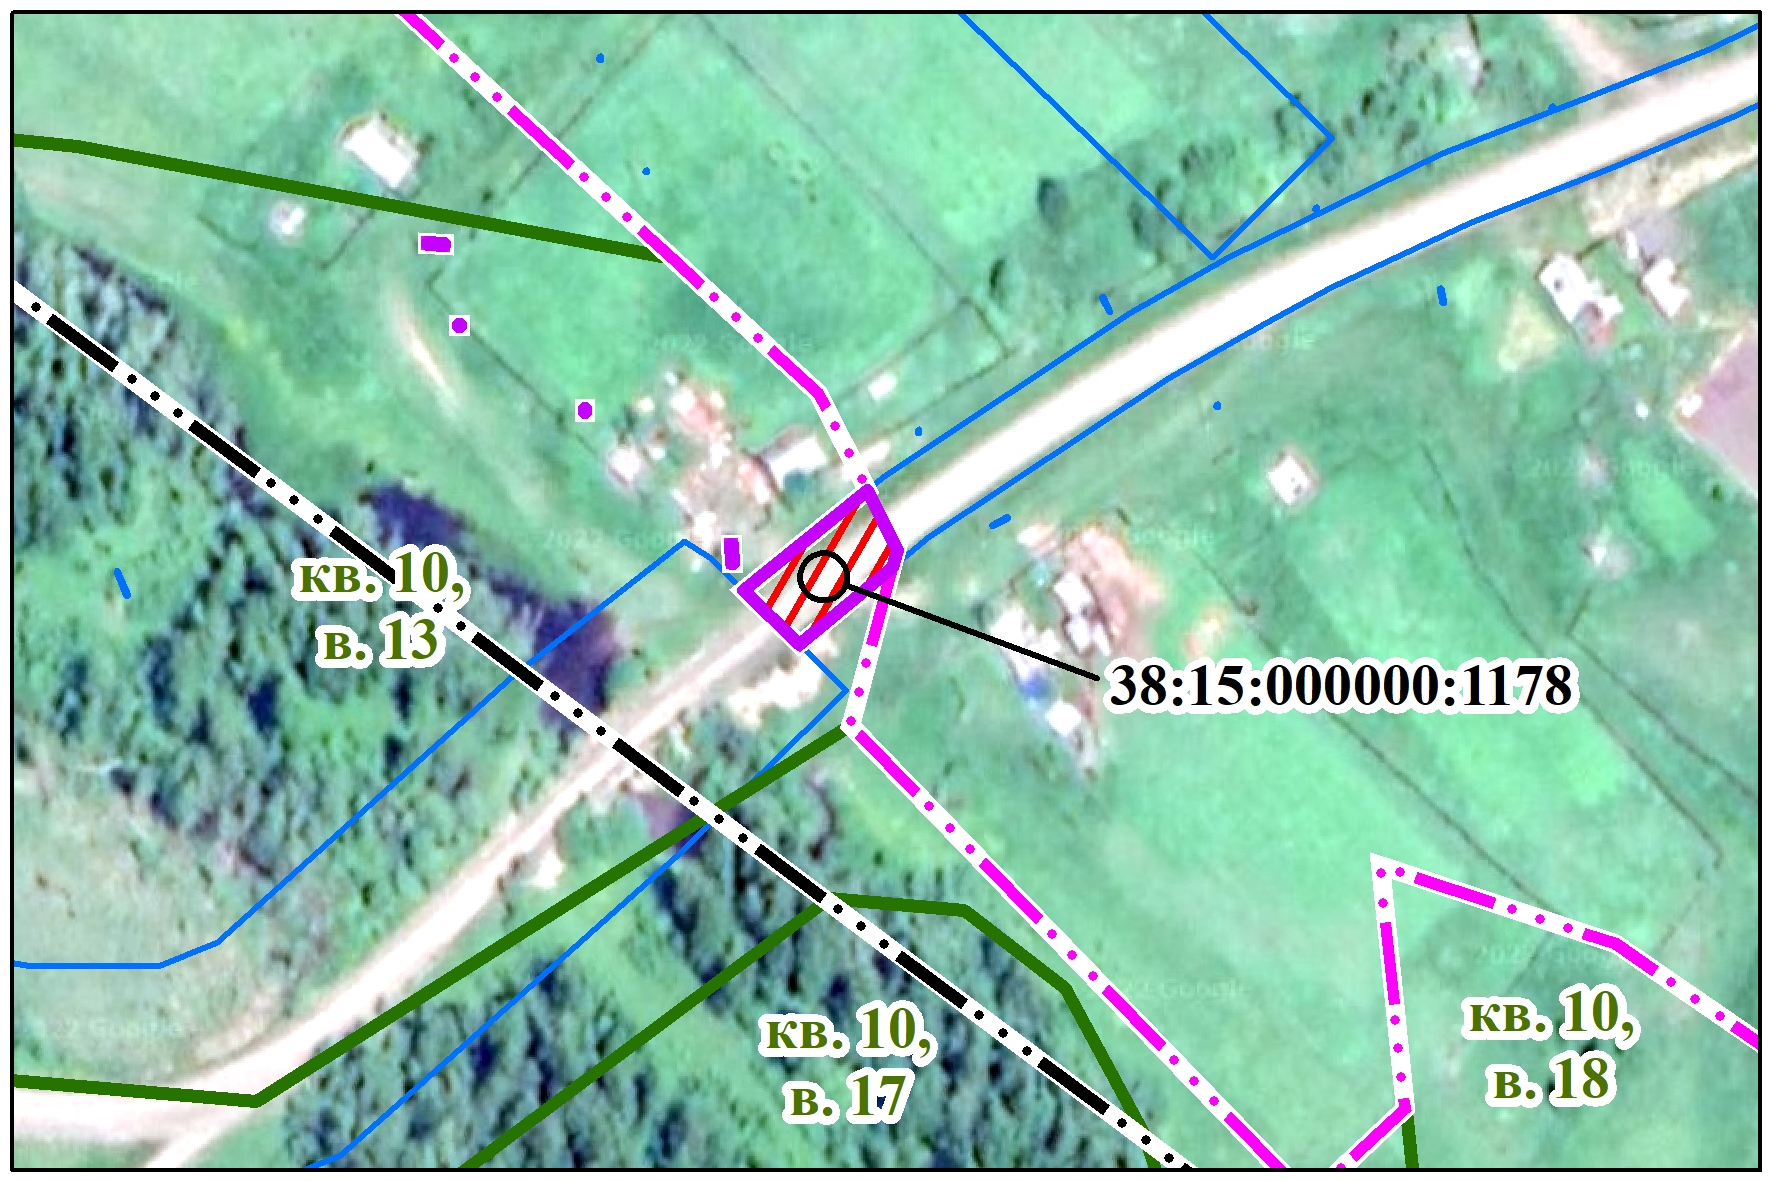 кв. 10,
в. 13
38:15:000000:1178
кв. 10,
в. 17
кв. 10,
в. 18